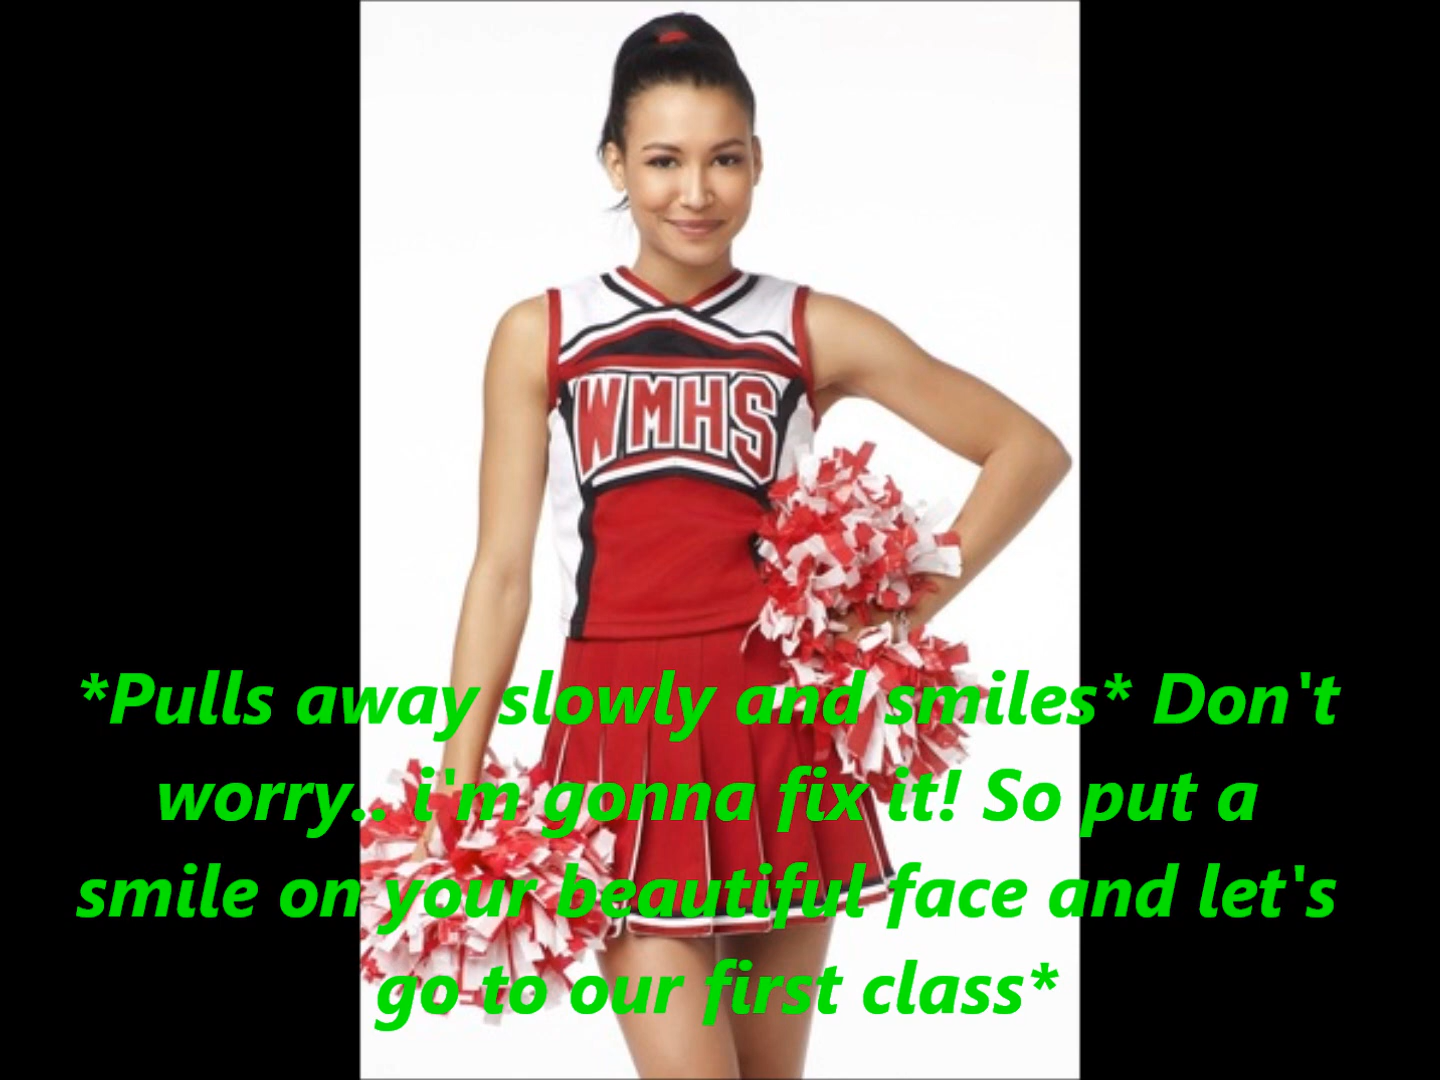 WMHS
*Pulls away slowly and smiles* Don't
worry.. i'm gonna fix it! So put a
smile on your beautiful face and let's
go to our first class*